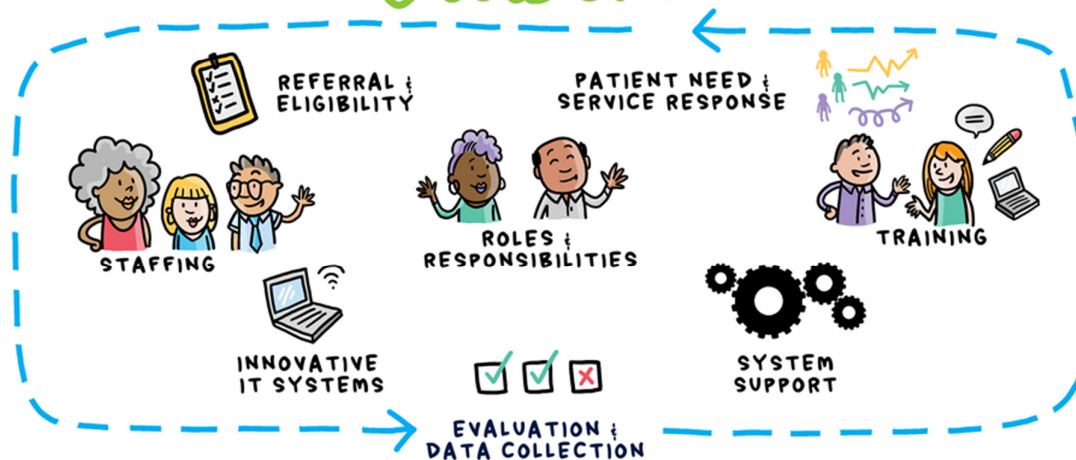 REFERRAL &
ELIGIBILITY
PATIENT NEED &
SERVICE RESPONSE
STAFFING
ROLES &
RESPONSIBILITIES
TRAINING
INNOVATIVE
IT SYSTEMS
SYSTEM
SUPPORT
EVALUATION &
DATA COLLECTION